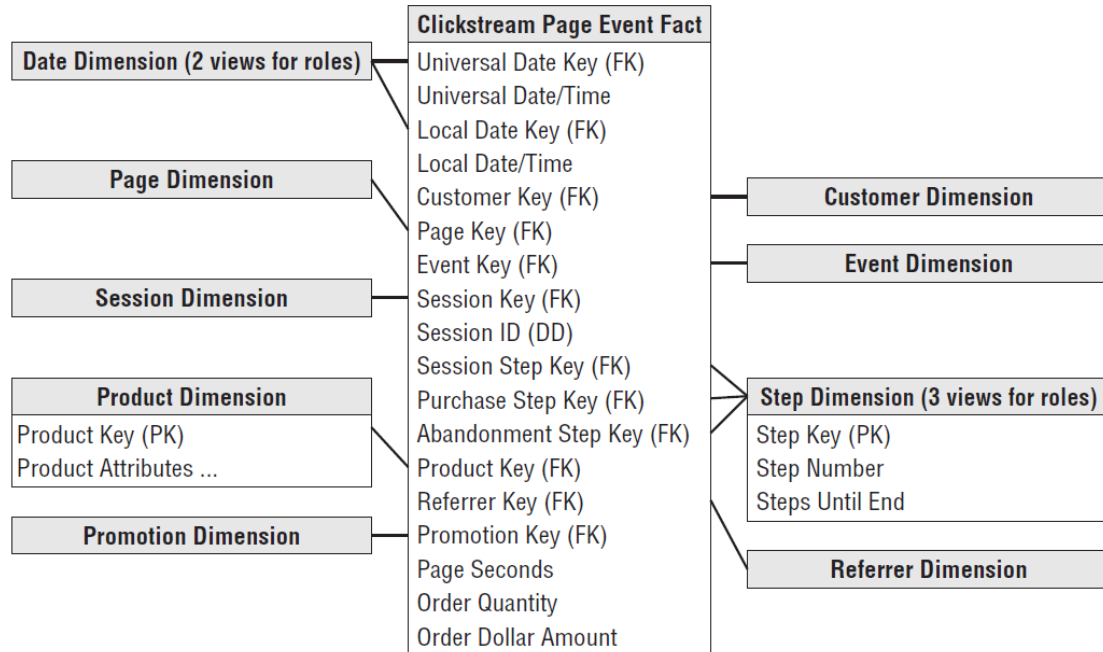 Clickstream Page Event Fact
Universal Date Key (FK)
Universal Date/Time
Local Date Key (FK)
Local Date/Time
Customer Key (FK)
Page Key (FK)
Event Key (FK)
Session Key (FK)
Session ID (DD)
Session Step Key (FK)
Purchase Step Key (FK)
Abandonment Step Key (FK)
Product Key (FK)
Referrer Key (FK)
Promotion Key (FK)
Page Seconds
Order Quantity
Order Dollar Amount
Date Dimension (2 views for roles)
Page Dimension
Session Dimension
Product Dimension
Product Key (PK)
Product Attributes ...
Promotion Dimension
Customer Dimension
Event Dimension
Step Dimension (3 views for roles)
Step Key (PK)
Step Number
Steps Until End
Referrer Dimension